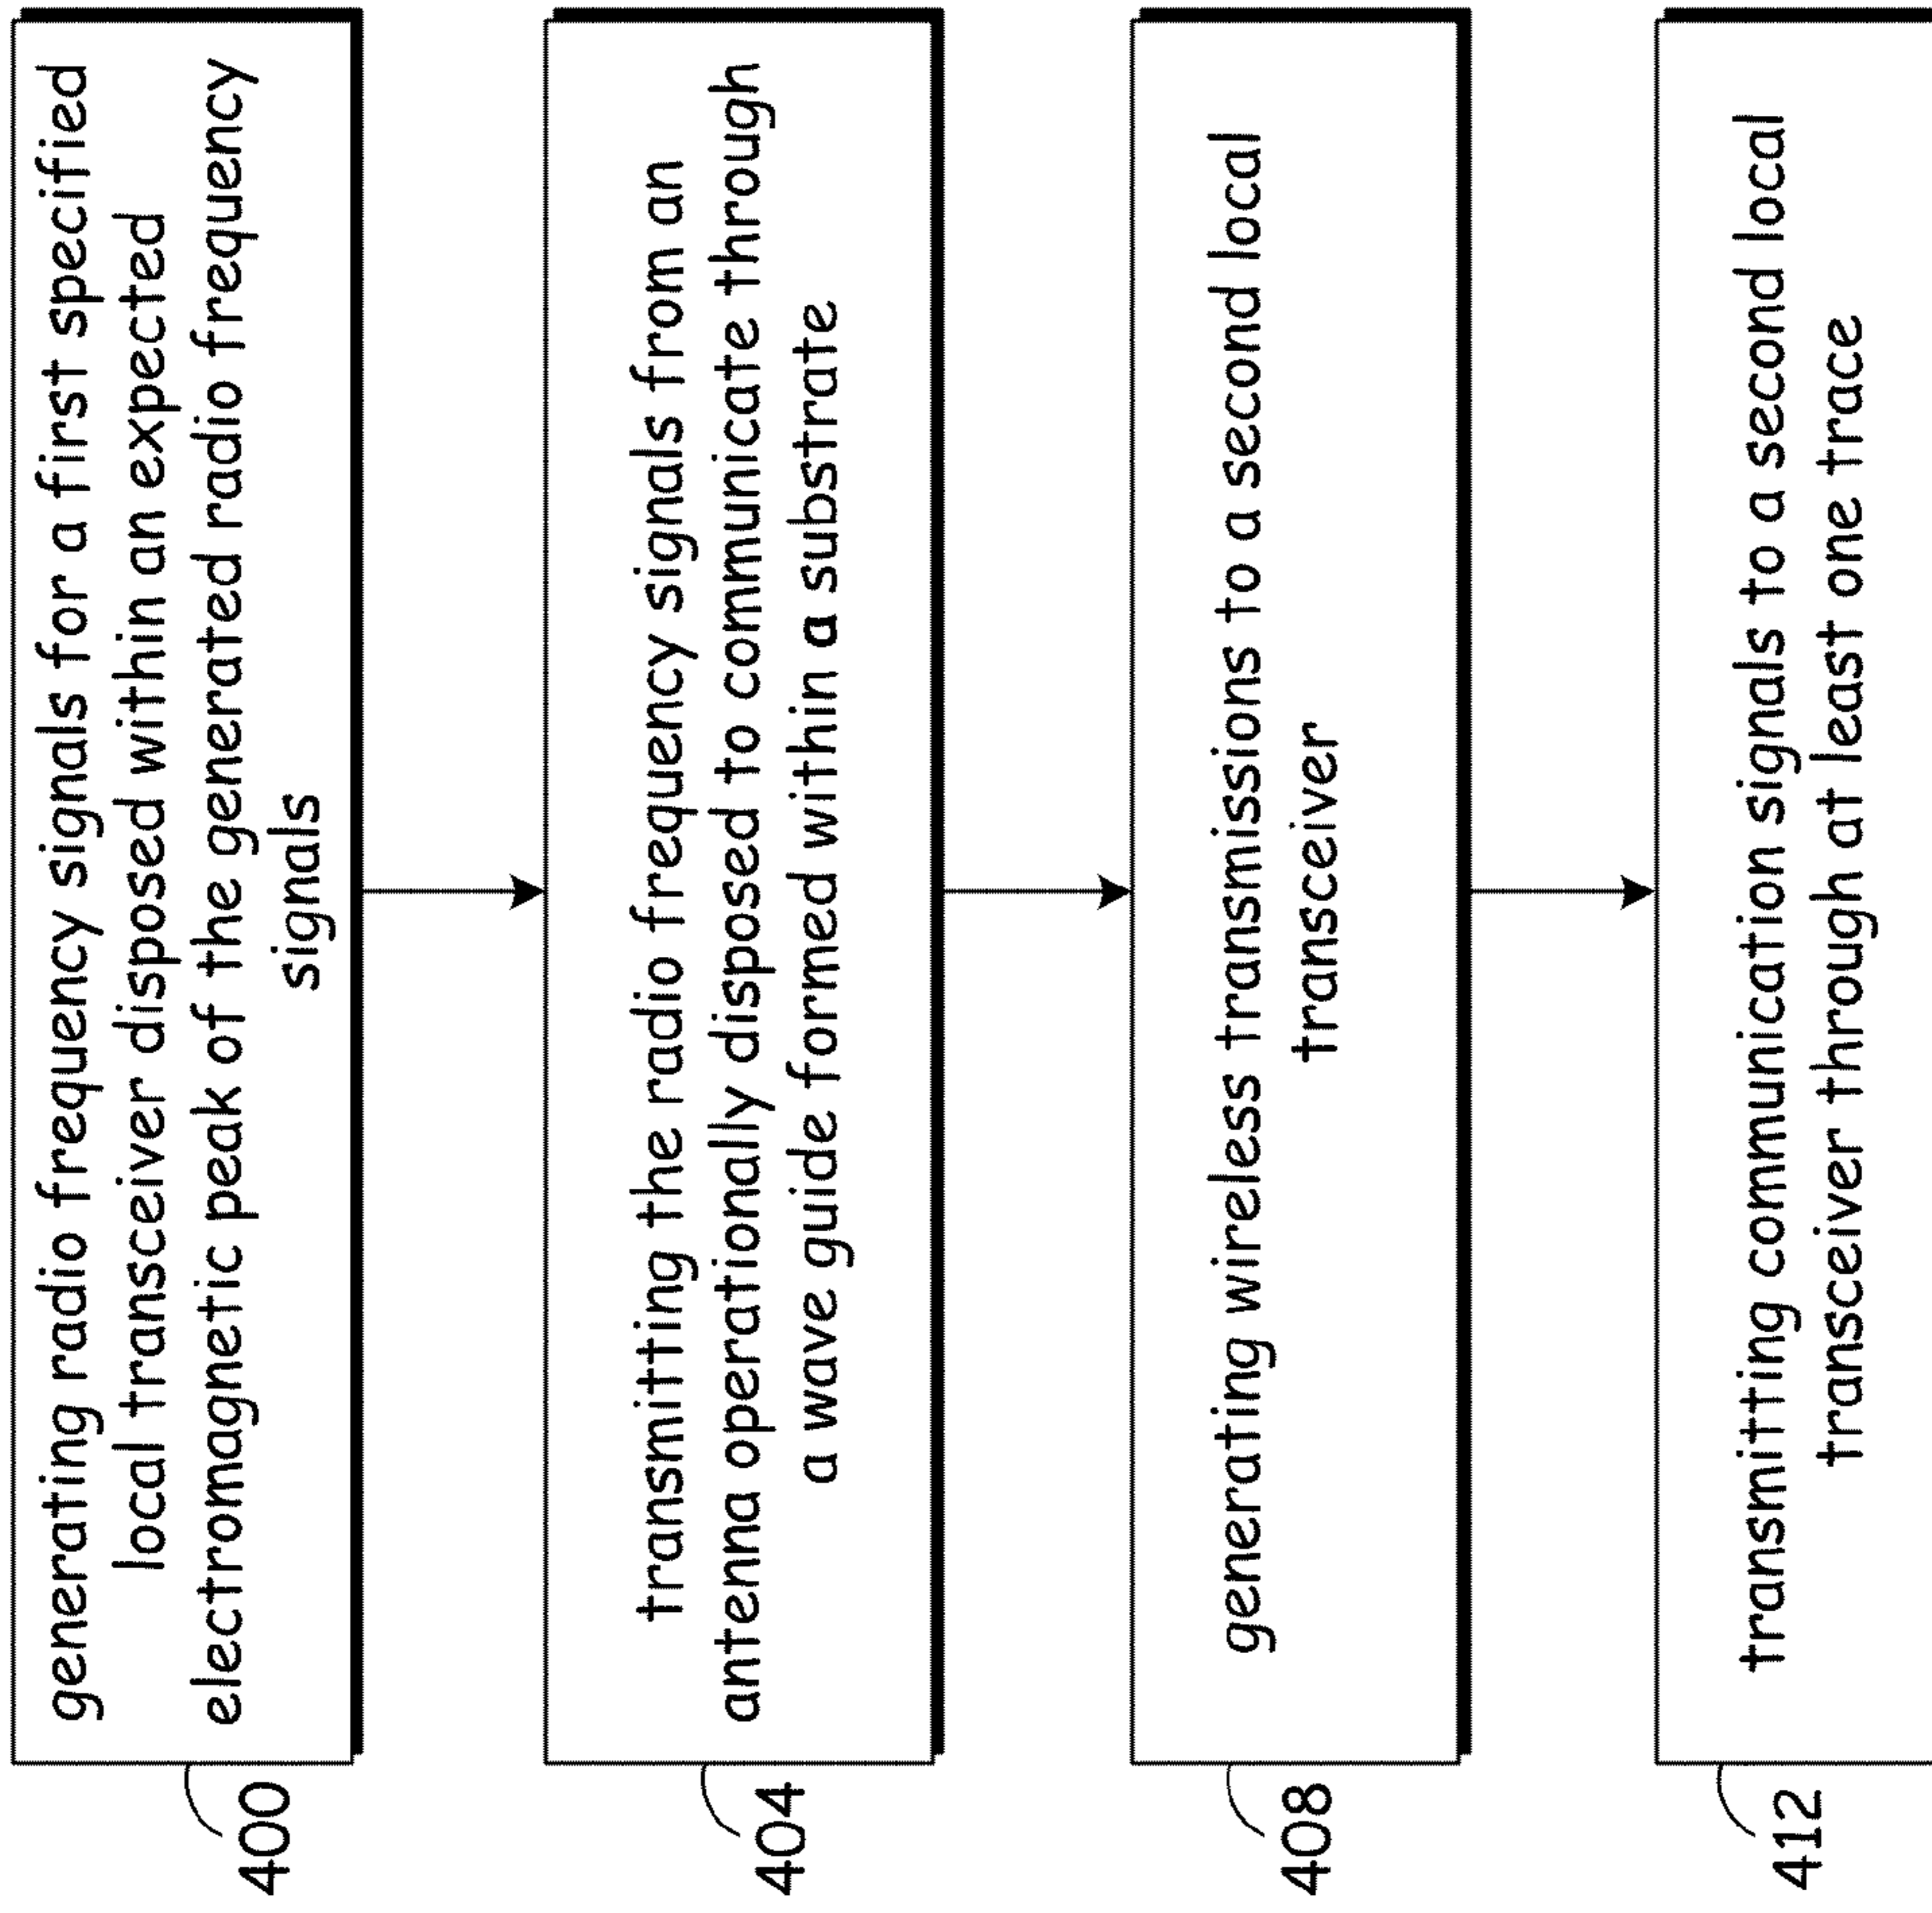 generating radio frequency signals for a first specified
local transceiver disposed within an expected
electromagnetic peak of the generated radio frequency
signals
400
transmitting the radio frequency signals from an
antenna operationally disposed to communicate through
a wave guide formed within a substrate
404
generating wireless transmissions to a second local
transceiver
408
transmitting communication signals to a second local
transceiver through at least one trace
412